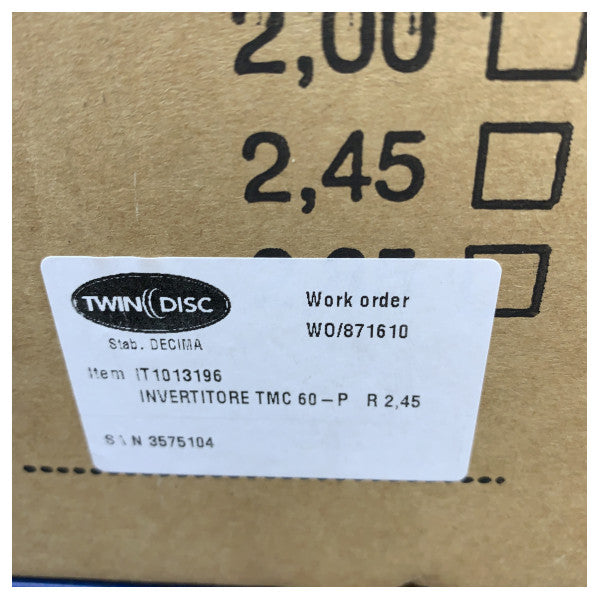 2,00
2,45
TWIN DISC
Stab. DECIMA
Work order
WO/871610
Item IT1013196
INVERTITORE TMC 60-P R 2,45
S\N 3575104